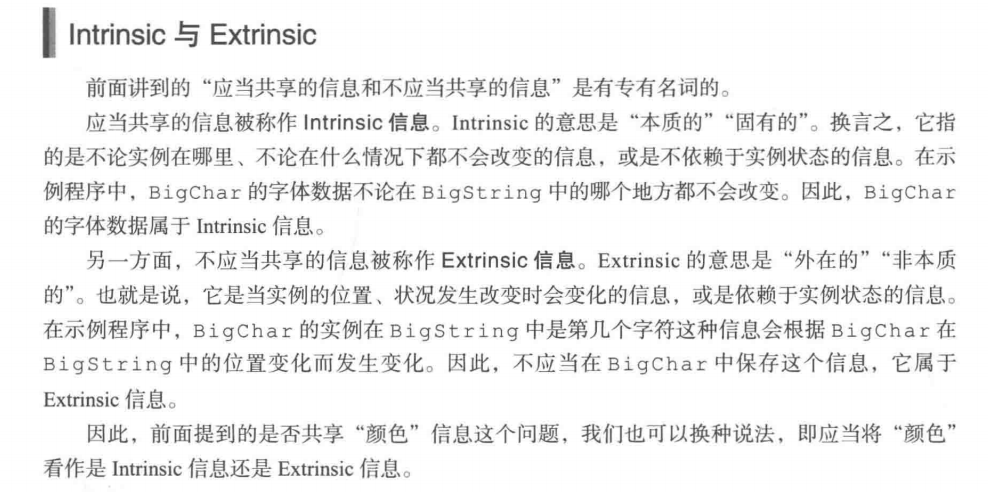 Intrinsic 与 Extrinsic
前面讲到的“应当共享的信息和不应当共享的信息”是有专有名词的。
应当共享的信息被称作 Intrinsic 信息。Intrinsic 的意思是“本质的”“固有的”。换言之，它指
的是不论实例在哪里、不论在什么情况下都不会改变的信息，或是不依赖于实例状态的信息。在示
例程序中，BigChar 的字体数据不论在 BigString 中的哪个地方都不会改变。因此，BigChar
的字体数据属于 Intrinsic 信息。
另一方面，不应当共享的信息被称作 Extrinsic 信息。Extrinsic 的意思是“外在的”“非本质
的”。也就是说，它是当实例的位置、状况发生改变时会变化的信息，或是依赖于实例状态的信息。
在示例程序中，BigChar 的实例在 BigString 中是第几个字符这种信息会根据 BigChar 在
BigString 中的位置变化而发生变化。因此，不应当在 BigChar 中保存这个信息，它属于
Extrinsic 信息。
因此，前面提到的是否共享“颜色”信息这个问题，我们也可以换种说法，即应当将“颜色”
看作是 Intrinsic 信息还是 Extrinsic 信息。